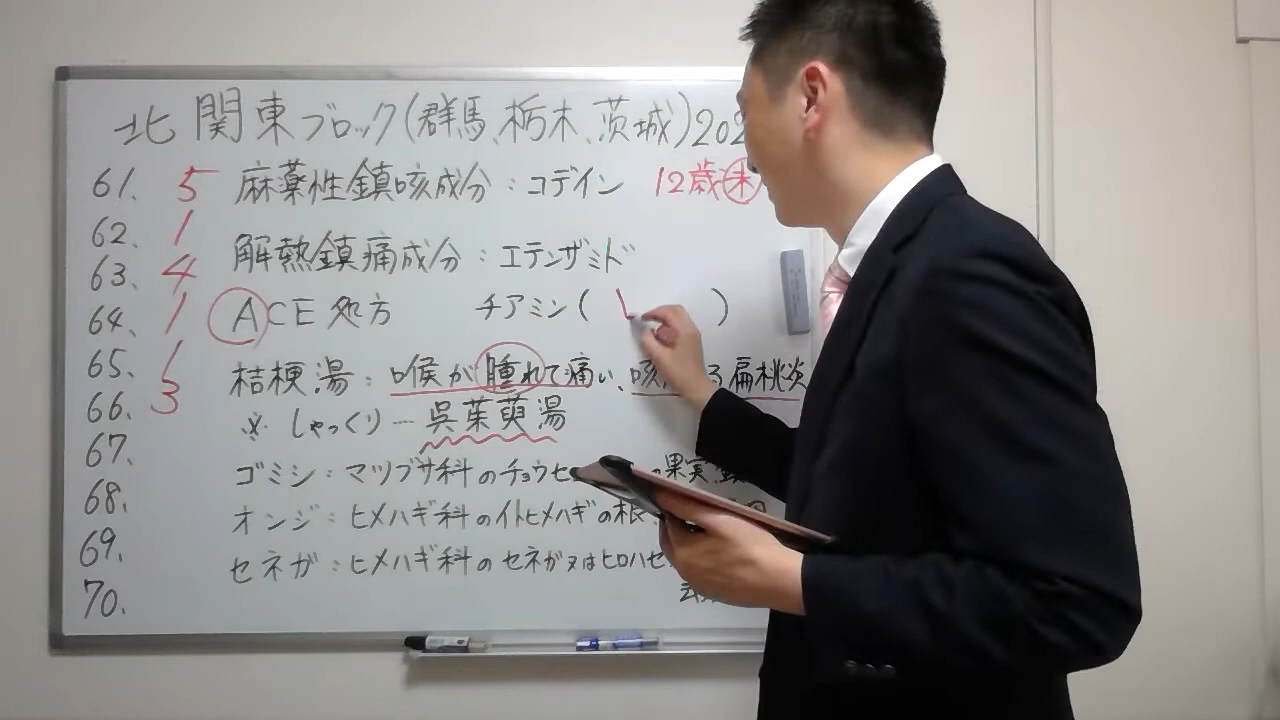 北関東ブロック(群馬、栃木、茨城)202
61. 5 麻薬性鎮咳成分：コデイン 12歳未
62、 1
63、 4 解熱鎮痛成分：エテンザミド
64、 1 ACE処方 チアミン( )
65、 1 桔梗湯：喉が腫れて痛い、咳 る 扁桃炎
66、 3 ※ しゃっくり…呉茱萸湯
67、 ゴミシ：マツブサ科のチョウセ の果実
68、 オンジ：ヒメハギ科のイトヒメハギの根
69、 セネガ：ヒメハギ科のセネガ又はヒロハセ
70、